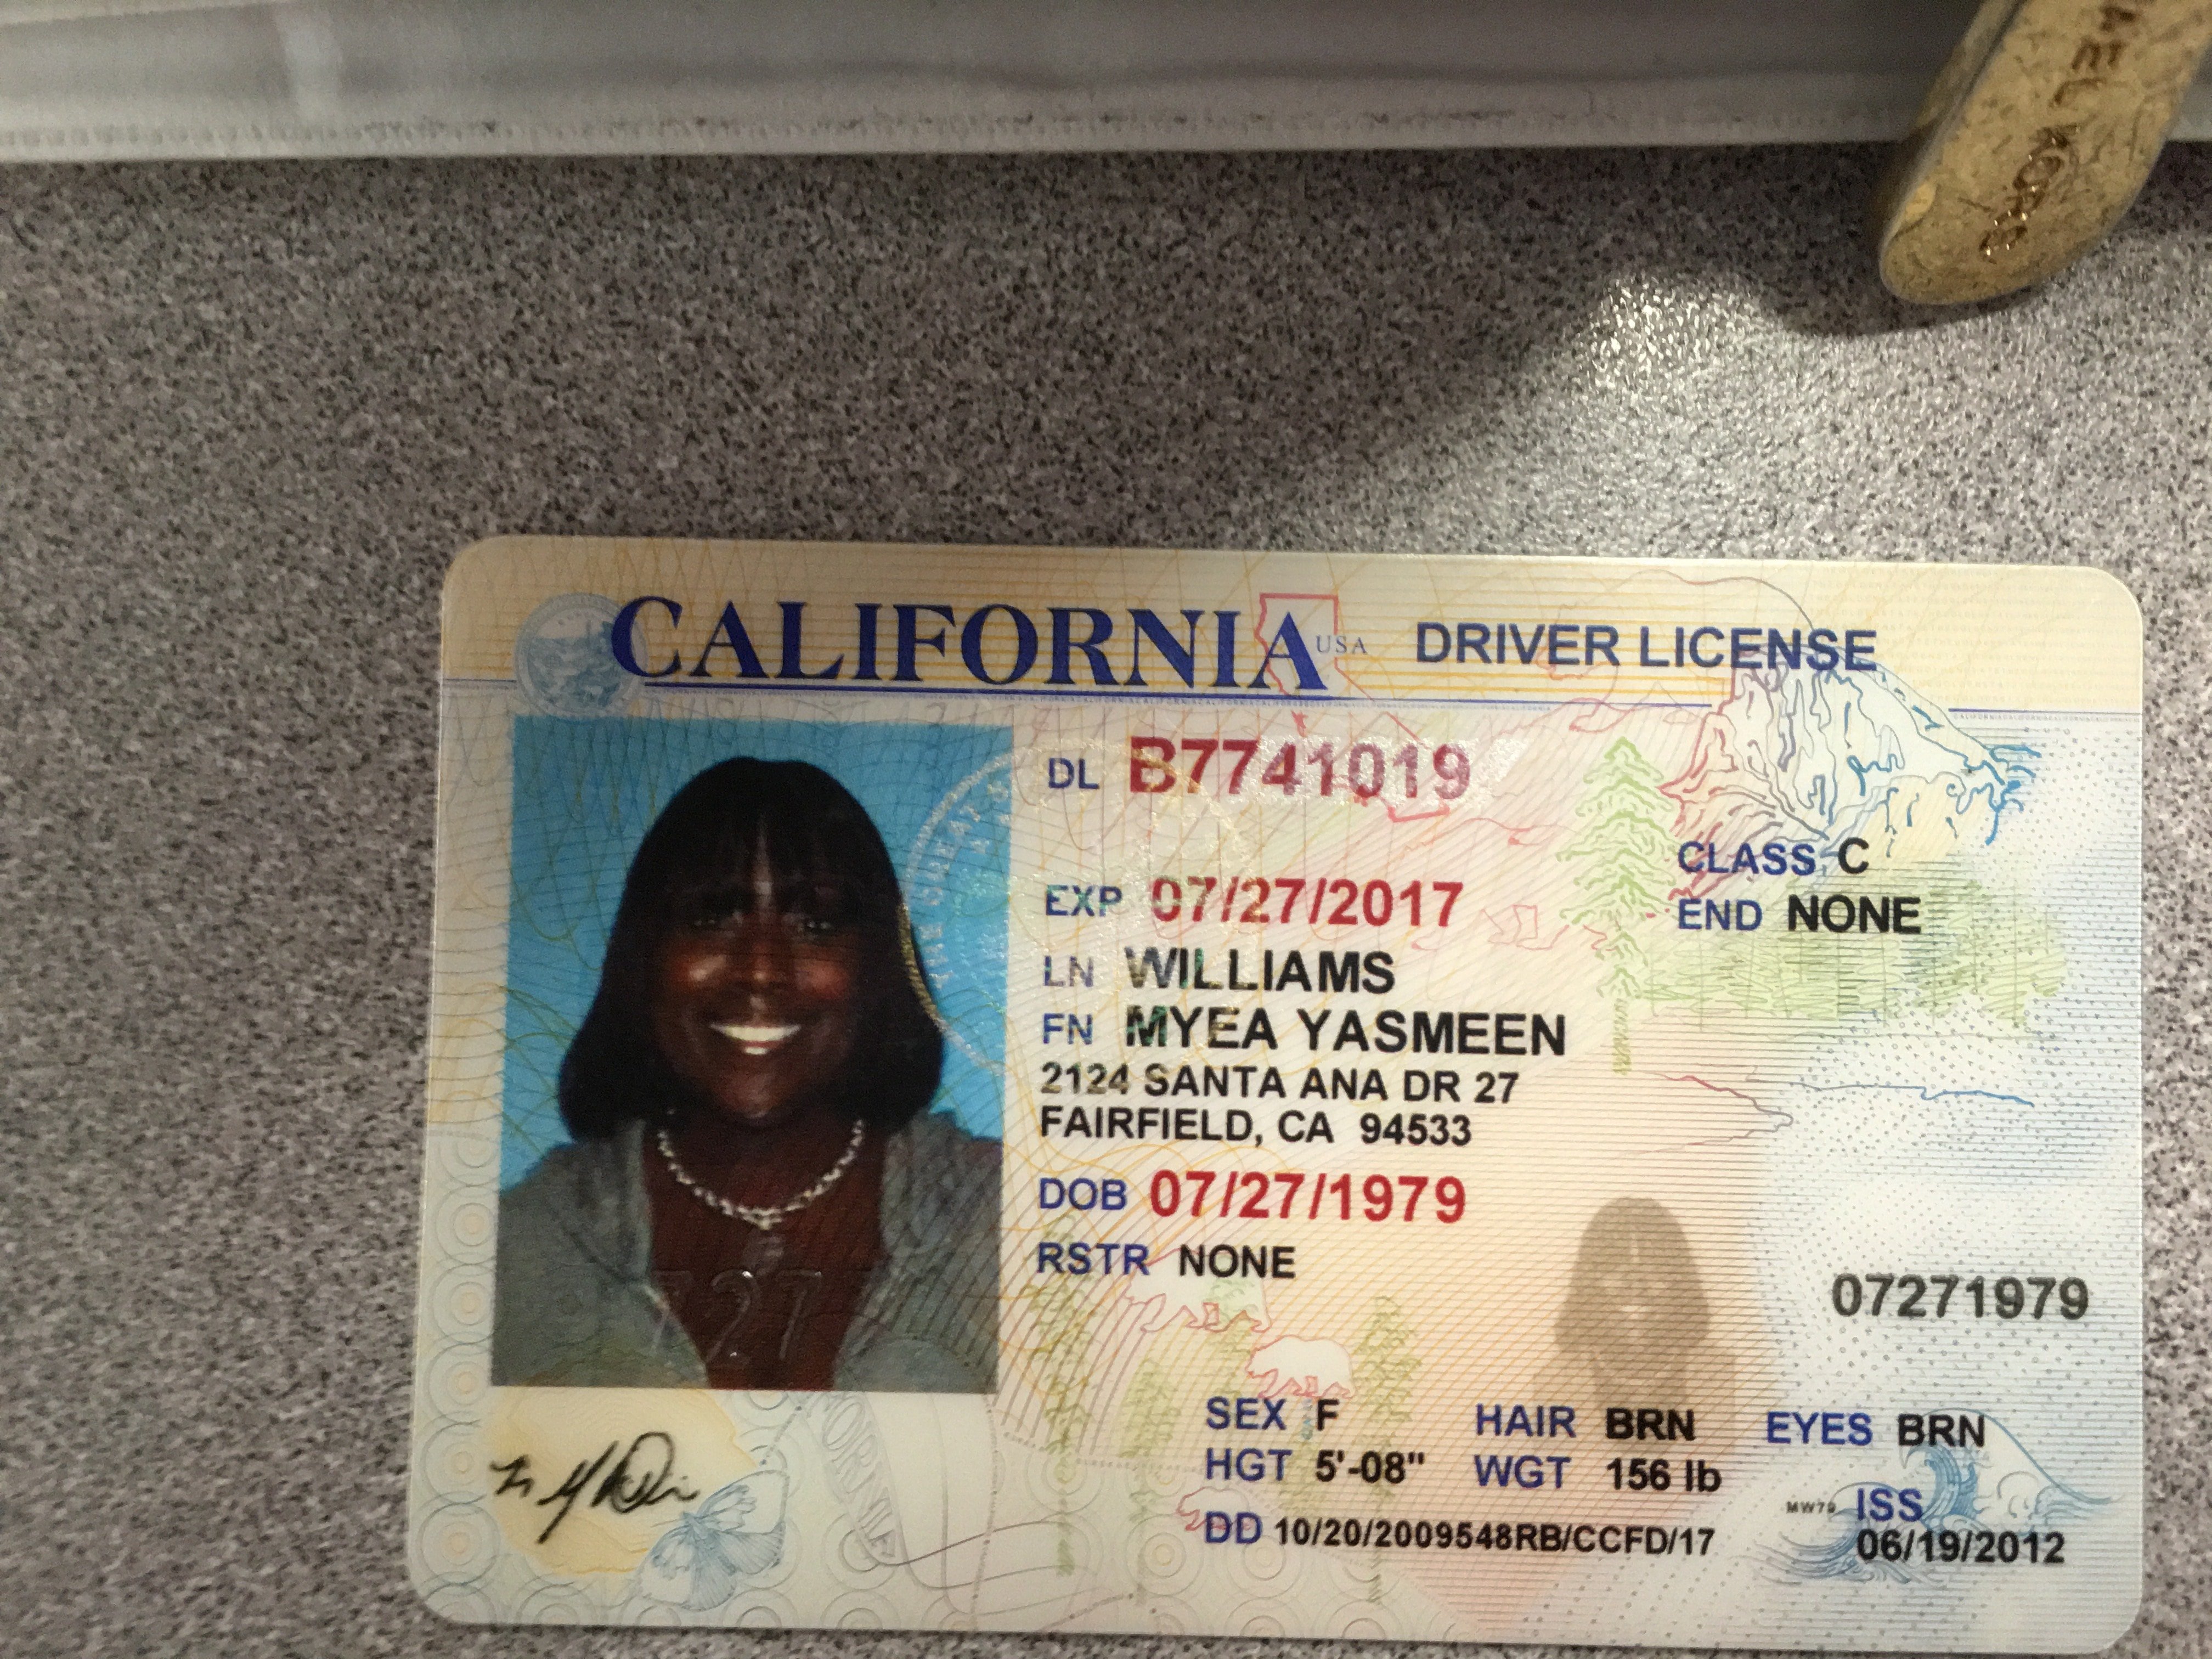 AEL KORS
CALIFORNIA USA DRIVER LICENSE
DL B7741019
CLASS C
EXP 07/27/2017
END NONE
LN WILLIAMS
FN MYEA YASMEEN
2124 SANTA ANA DR 27
FAIRFIELD, CA 94533
DOB 07/27/1979
RSTR NONE
07271979
SEX F HAIR BRN EYES BRN
HGT 5'-08" WGT 156 lb
MW79 ISS
DD 10/20/2009548RB/CCFD/17 06/19/2012